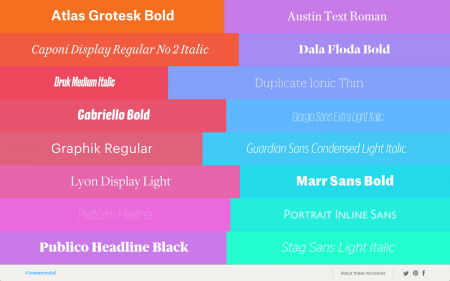 Atlas Grotesk Bold
Austin Text Roman
Caponi Display Regular No 2 Italic
Dala Floda Bold
Druk Medium Italic
Duplicate Ionic Thin
Gabriello Bold
Giorgio Sans Extra Light Italic
Graphik Regular
Guardian Sans Condensed Light Italic
Lyon Display Light
Marr Sans Bold
Platform Hairline
Portrait Inline Sans
Publico Headline Black
Stag Sans Light Italic
Commercial
About these microsites